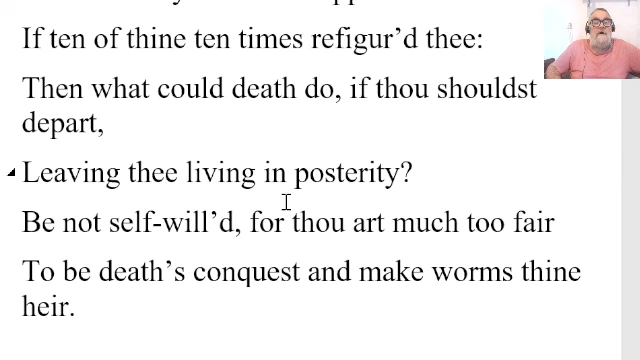 If ten of thine ten times refigur’d thee:
Then what could death do, if thou shouldst
depart,
Leaving thee living in posterity?
Be not self-will’d, for thou art much too fair
To be death’s conquest and make worms thine
heir.